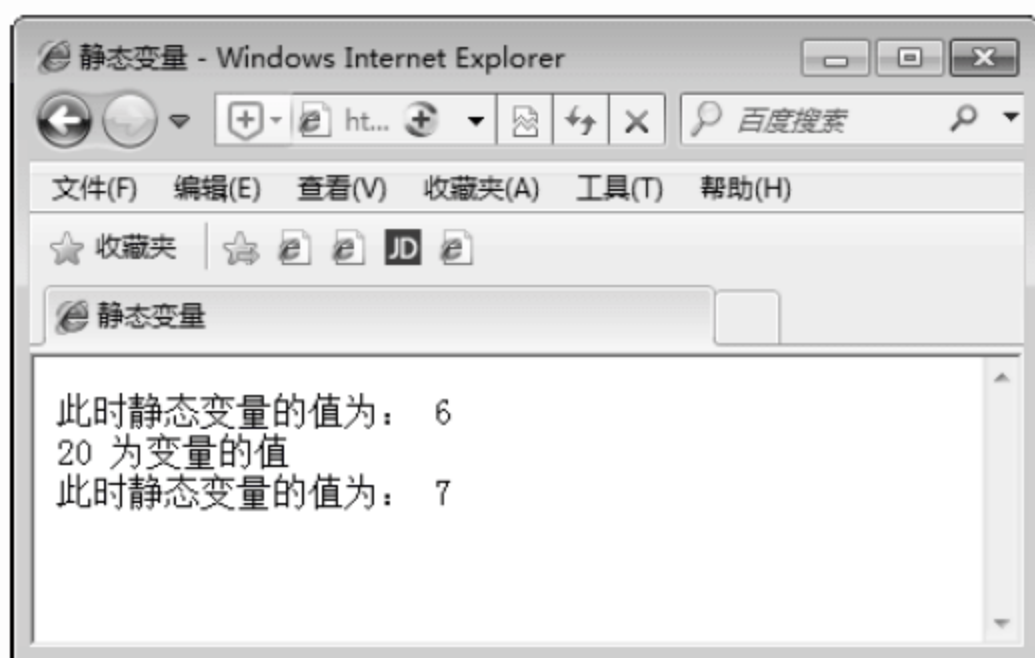 静态变量 - Windows Internet Explorer
ht... 百度搜索
文件(F) 编辑(E) 查看(V) 收藏夹(A) 工具(T) 帮助(H)
收藏夹 JD
静态变量
此时静态变量的值为： 6
20 为变量的值
此时静态变量的值为： 7